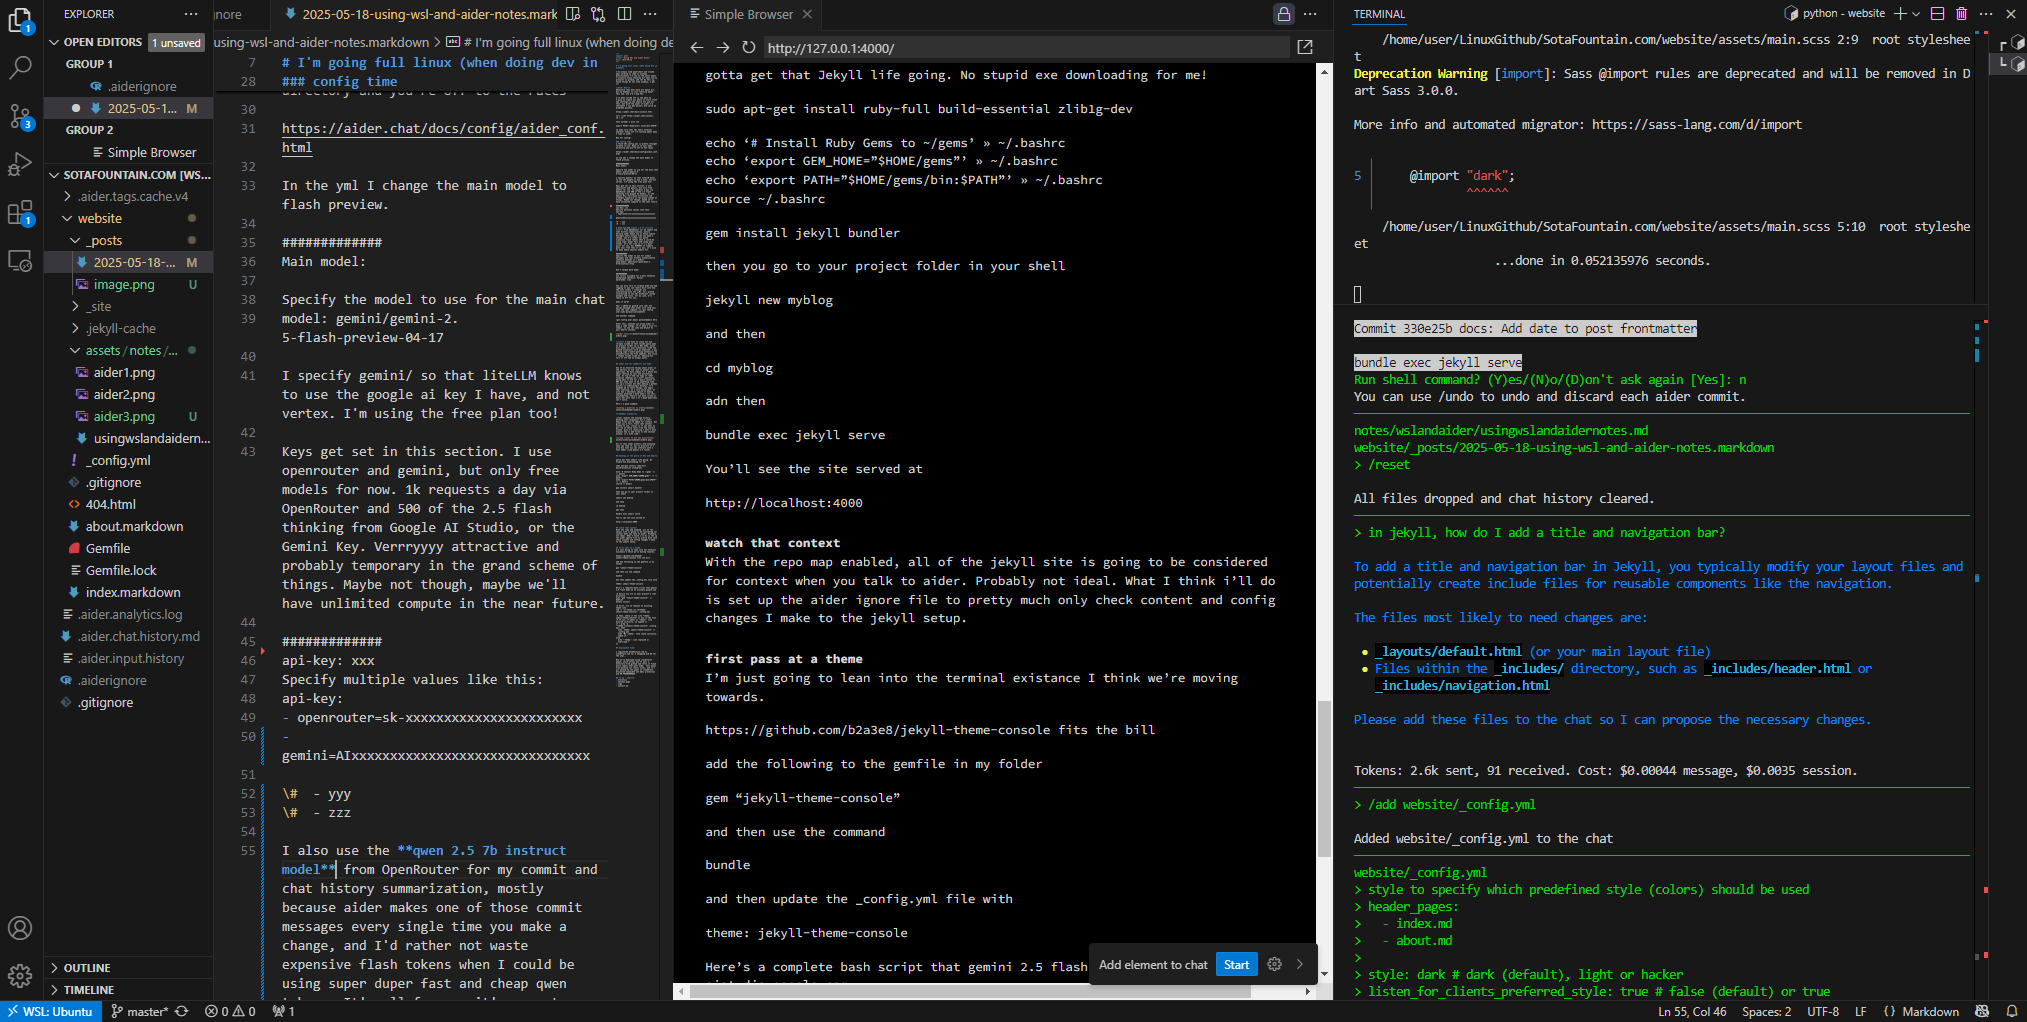 EXPLORER
OPEN EDITORS 1 unsaved
GROUP 1
.aiderignore
2025-05-1... M
GROUP 2
Simple Browser
SOTAFOUNTAIN.COM [WS...
.aider.tags.cache.v4
website
_posts
2025-05-18-... M
image.png U
_site
.jekyll-cache
assets/notes/...
aider1.png
aider2.png
aider3.png U
usingwslandaidern...
_config.yml
.gitignore
404.html
about.markdown
Gemfile
Gemfile.lock
index.markdown
.aider.analytics.log
.aider.chat.history.md
.aider.input.history
.aiderignore
.gitignore
OUTLINE
TIMELINE
nore
2025-05-18-using-wsl-and-aider-notes.mark
using-wsl-and-aider-notes.markdown > # I'm going full linux (when doing de
7 # I'm going full linux (when doing dev in
28 ### config time
directory and you're off to the races
30
31 https://aider.chat/docs/config/aider_conf.
html
32
33 In the yml I change the main model to
flash preview.
34
35 #############
36 Main model:
37
38 Specify the model to use for the main chat
39 model: gemini/gemini-2.
5-flash-preview-04-17
40
41 I specify gemini/ so that liteLLM knows
to use the google ai key I have, and not
vertex. I'm using the free plan too!
42
43 Keys get set in this section. I use
openrouter and gemini, but only free
models for now. 1k requests a day via
OpenRouter and 500 of the 2.5 flash
thinking from Google AI Studio, or the
Gemini Key. Verrryyyy attractive and
probably temporary in the grand scheme of
things. Maybe not though, maybe we'll
have unlimited compute in the near future.
44
45 #############
46 api-key: xxx
47 Specify multiple values like this:
48 api-key:
49 - openrouter=sk-xxxxxxxxxxxxxxxxxxxxxxx
50 -
gemini=AIxxxxxxxxxxxxxxxxxxxxxxxxxxxxxxx
51
52 \#  - yyy
53 \#  - zzz
54
55 I also use the **qwen 2.5 7b instruct
model** from OpenRouter for my commit and
chat history summarization, mostly
because aider makes one of those commit
messages every single time you make a
change, and I'd rather not waste
expensive flash tokens when I could be
using super duper fast and cheap qwen
Simple Browser
http://127.0.0.1:4000/
gotta get that Jekyll life going. No stupid exe downloading for me!
sudo apt-get install ruby-full build-essential zlib1g-dev
echo ‘# Install Ruby Gems to ~/gems’ » ~/.bashrc
echo ‘export GEM_HOME=”$HOME/gems”’ » ~/.bashrc
echo ‘export PATH=”$HOME/gems/bin:$PATH”’ » ~/.bashrc
source ~/.bashrc
gem install jekyll bundler
then you go to your project folder in your shell
jekyll new myblog
and then
cd myblog
adn then
bundle exec jekyll serve
You’ll see the site served at
http://localhost:4000
watch that context
With the repo map enabled, all of the jekyll site is going to be considered
for context when you talk to aider. Probably not ideal. What I think i’ll do
is set up the aider ignore file to pretty much only check content and config
changes I make to the jekyll setup.
first pass at a theme
I’m just going to lean into the terminal existance I think we’re moving
towards.
https://github.com/b2a3e8/jekyll-theme-console fits the bill
add the following to the gemfile in my folder
gem “jekyll-theme-console”
and then use the command
bundle
and then update the _config.yml file with
theme: jekyll-theme-console
Here’s a complete bash script that gemini 2.5 flash
Add element to chat Start
TERMINAL
python - website
/home/user/LinuxGithub/SotaFountain.com/website/assets/main.scss 2:9  root styleshee
t
Deprecation Warning [import]: Sass @import rules are deprecated and will be removed in D
art Sass 3.0.0.
More info and automated migrator: https://sass-lang.com/d/import
5 @import "dark";
^^^^^^
/home/user/LinuxGithub/SotaFountain.com/website/assets/main.scss 5:10  root styleshe
et
...done in 0.052135976 seconds.
Commit 330e25b docs: Add date to post frontmatter
bundle exec jekyll serve
Run shell command? (Y)es/(N)o/(D)on't ask again [Yes]: n
You can use /undo to undo and discard each aider commit.
notes/wslandaider/usingwslandaidernotes.md
website/_posts/2025-05-18-using-wsl-and-aider-notes.markdown
> /reset
All files dropped and chat history cleared.
> in jekyll, how do I add a title and navigation bar?
To add a title and navigation bar in Jekyll, you typically modify your layout files and
potentially create include files for reusable components like the navigation.
The files most likely to need changes are:
• _layouts/default.html (or your main layout file)
• Files within the _includes/ directory, such as _includes/header.html or
_includes/navigation.html
Please add these files to the chat so I can propose the necessary changes.
Tokens: 2.6k sent, 91 received. Cost: $0.00044 message, $0.0035 session.
> /add website/_config.yml
Added website/_config.yml to the chat
website/_config.yml
> style to specify which predefined style (colors) should be used
> header_pages:
>   - index.md
>   - about.md
>
> style: dark # dark (default), light or hacker
> listen_for_clients_preferred_style: true # false (default) or true
WSL: Ubuntu master* 0 0 1
Ln 55, Col 46 Spaces: 2 UTF-8 LF {} Markdown